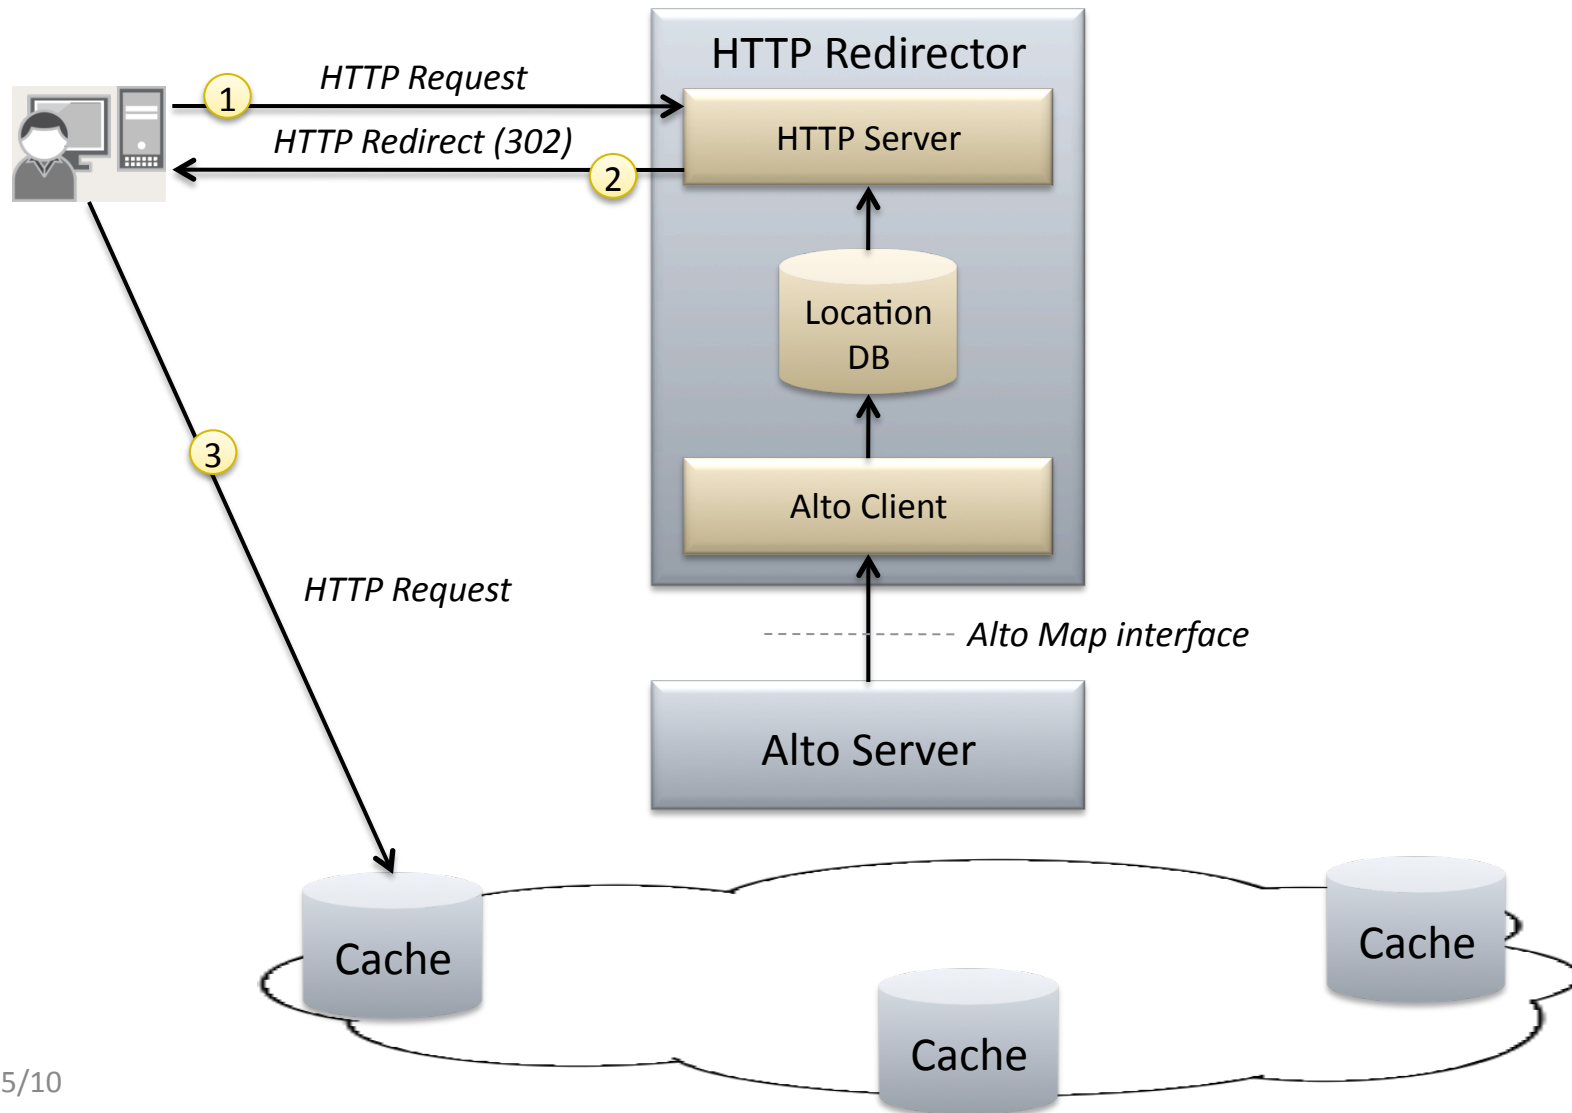 HTTP Redirector
HTTP Request
1
HTTP Server
HTTP Redirect (302)
2
Location
DB
3
Alto Client
HTTP Request
Alto Map interface
Alto Server
Cache
Cache
Cache
5/10